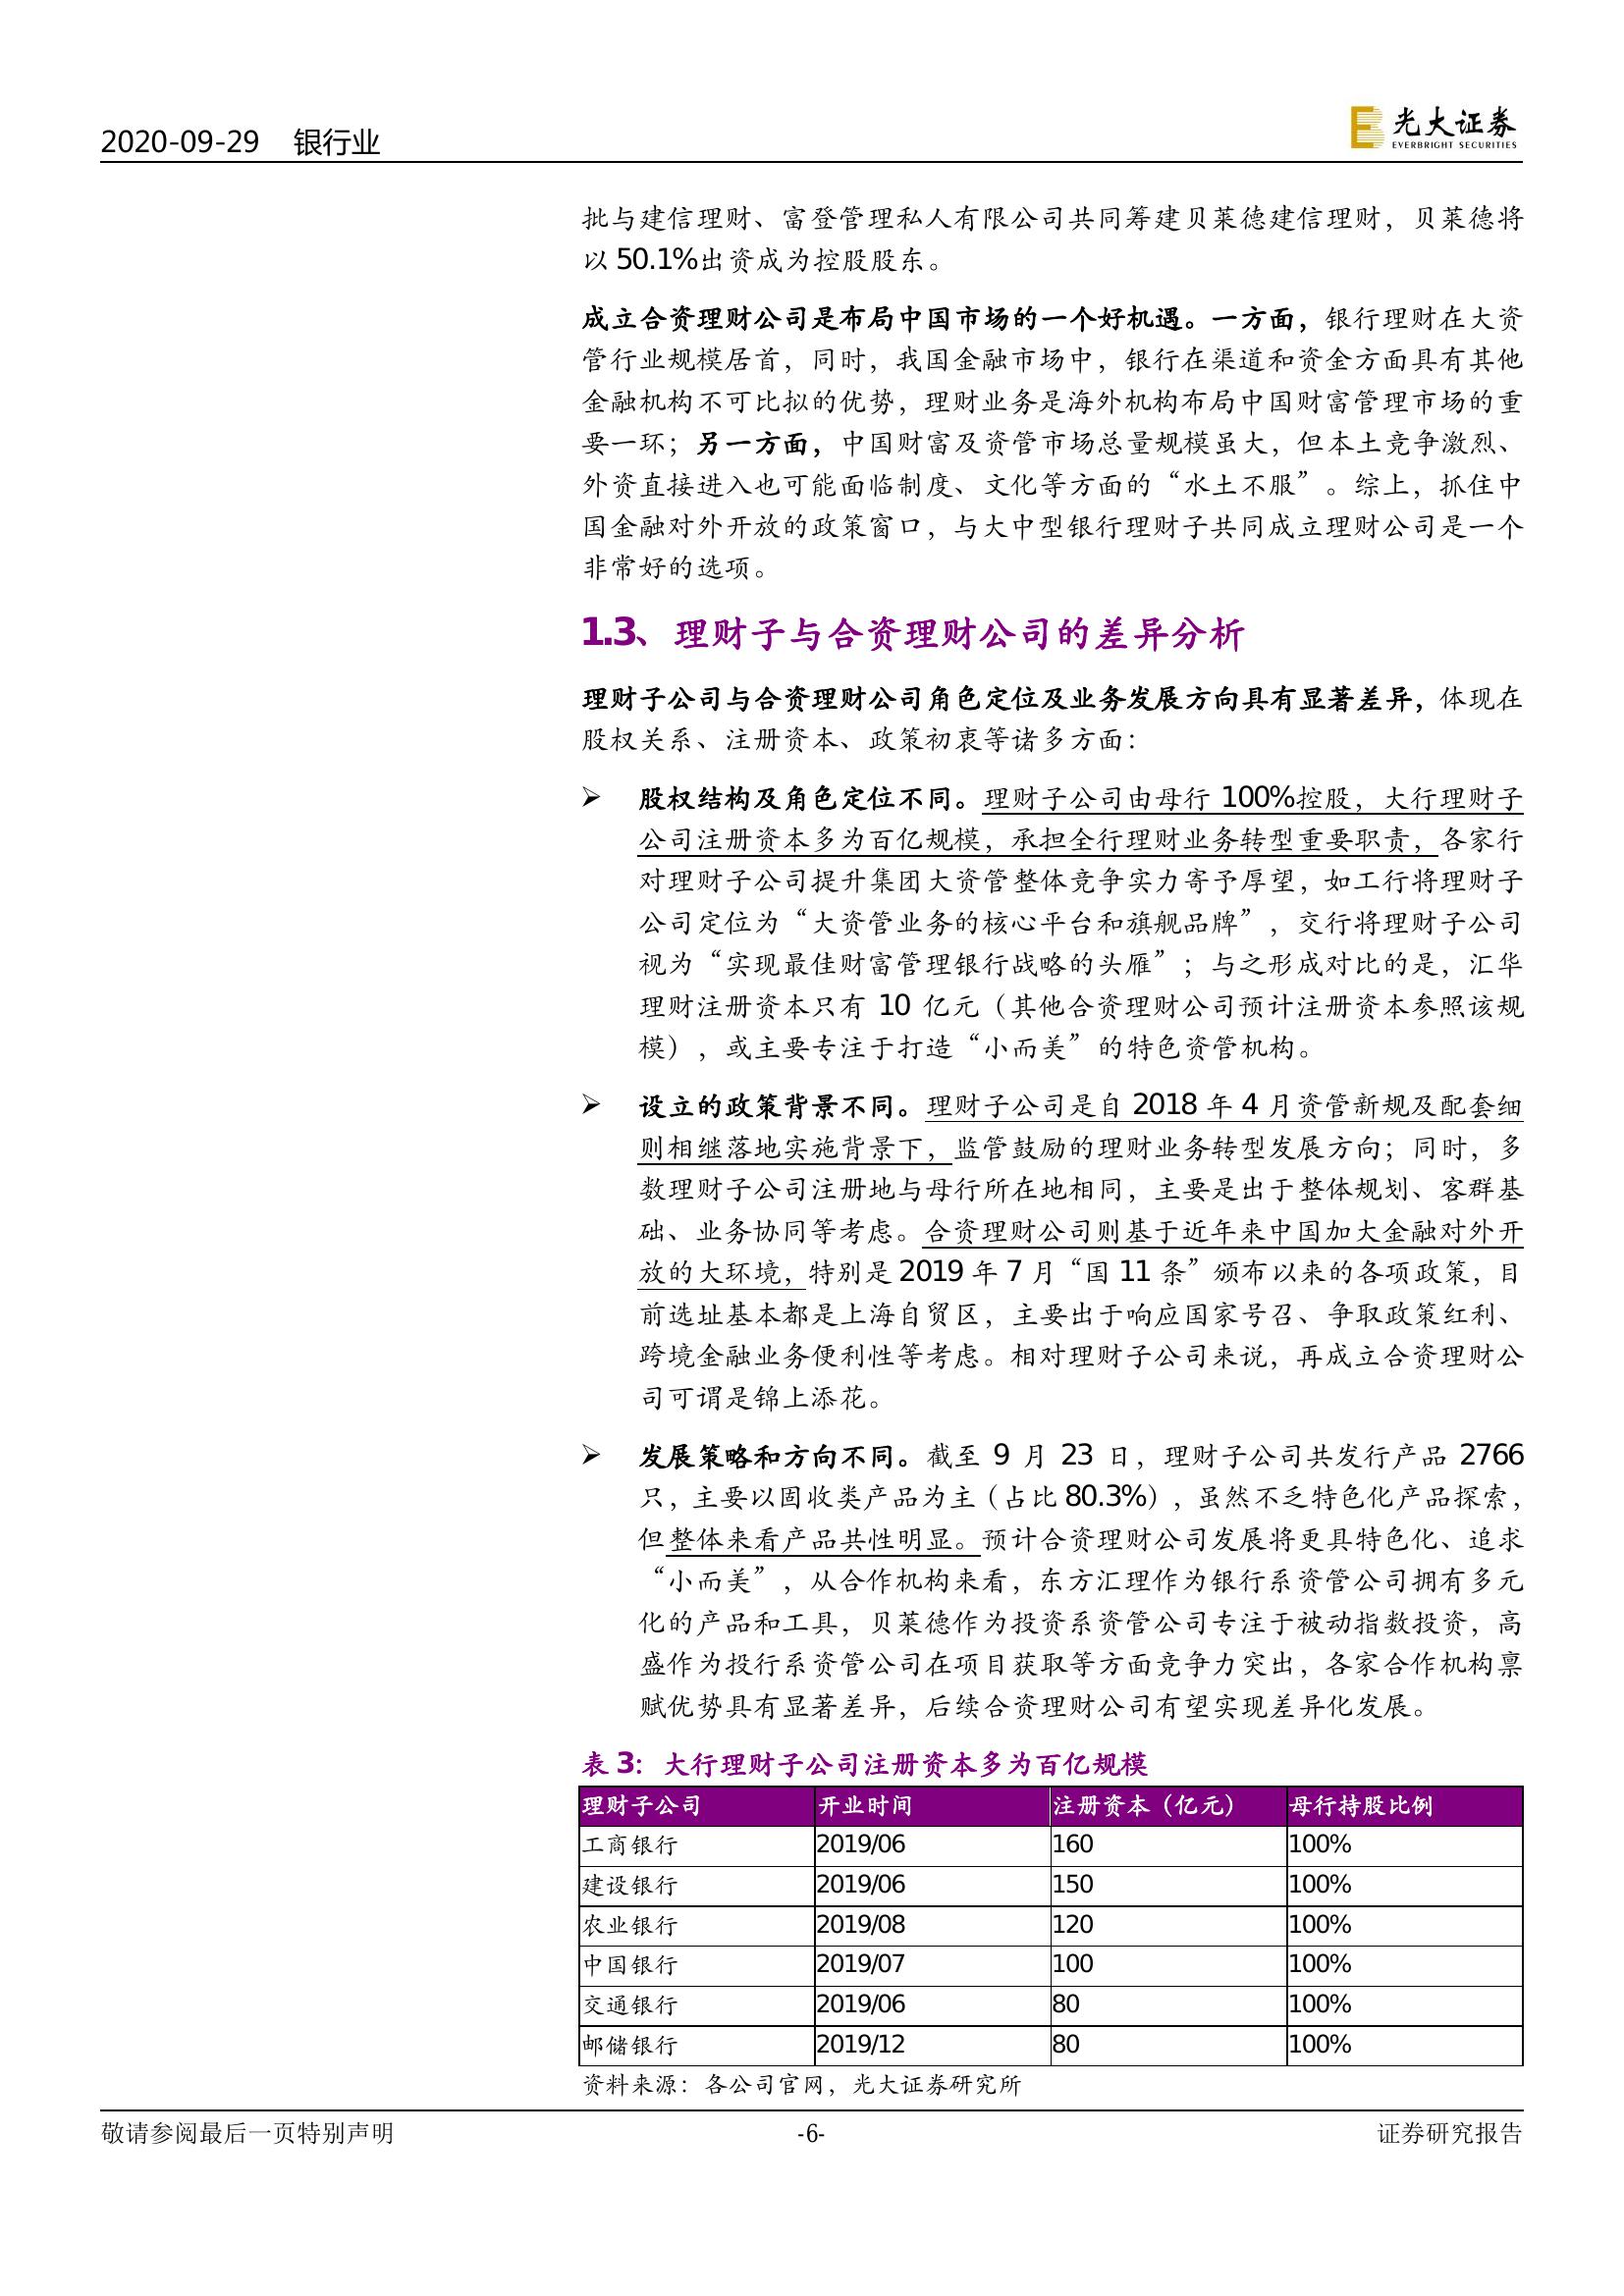 2020-09-29 银行业
光大证券
EVERBRIGHT SECURITIES
批与建信理财、富登管理私人有限公司共同筹建贝莱德建信理财，贝莱德将
以 50.1%出资成为控股股东。
成立合资理财公司是布局中国市场的一个好机遇。一方面，银行理财在大资
管行业规模居首，同时，我国金融市场中，银行在渠道和资金方面具有其他
金融机构不可比拟的优势，理财业务是海外机构布局中国财富管理市场的重
要一环；另一方面，中国财富及资管市场总量规模虽大，但本土竞争激烈、
外资直接进入也可能面临制度、文化等方面的“水土不服”。综上，抓住中
国金融对外开放的政策窗口，与大中型银行理财子共同成立理财公司是一个
非常好的选项。
1.3、理财子与合资理财公司的差异分析
理财子公司与合资理财公司角色定位及业务发展方向具有显著差异，体现在
股权关系、注册资本、政策初衷等诸多方面：
➢ 股权结构及角色定位不同。理财子公司由母行 100%控股，大行理财子
公司注册资本多为百亿规模，承担全行理财业务转型重要职责，各家行
对理财子公司提升集团大资管整体竞争实力寄予厚望，如工行将理财子
公司定位为“大资管业务的核心平台和旗舰品牌”，交行将理财子公司
视为“实现最佳财富管理银行战略的头雁”；与之形成对比的是，汇华
理财注册资本只有 10 亿元（其他合资理财公司预计注册资本参照该规
模），或主要专注于打造“小而美”的特色资管机构。
➢ 设立的政策背景不同。理财子公司是自 2018 年 4 月资管新规及配套细
则相继落地实施背景下，监管鼓励的理财业务转型发展方向；同时，多
数理财子公司注册地与母行所在地相同，主要是出于整体规划、客群基
础、业务协同等考虑。合资理财公司则基于近年来中国加大金融对外开
放的大环境，特别是 2019 年 7 月“国 11 条”颁布以来的各项政策，目
前选址基本都是上海自贸区，主要出于响应国家号召、争取政策红利、
跨境金融业务便利性等考虑。相对理财子公司来说，再成立合资理财公
司可谓是锦上添花。
➢ 发展策略和方向不同。截至 9 月 23 日，理财子公司共发行产品 2766
只，主要以固收类产品为主（占比 80.3%），虽然不乏特色化产品探索，
但整体来看产品共性明显。预计合资理财公司发展将更具特色化、追求
“小而美”，从合作机构来看，东方汇理作为银行系资管公司拥有多元
化的产品和工具，贝莱德作为投资系资管公司专注于被动指数投资，高
盛作为投行系资管公司在项目获取等方面竞争力突出，各家合作机构禀
赋优势具有显著差异，后续合资理财公司有望实现差异化发展。
表 3：大行理财子公司注册资本多为百亿规模
理财子公司 开业时间 注册资本（亿元） 母行持股比例
工商银行 2019/06 160 100%
建设银行 2019/06 150 100%
农业银行 2019/08 120 100%
中国银行 2019/07 100 100%
交通银行 2019/06 80 100%
邮储银行 2019/12 80 100%
资料来源：各公司官网，光大证券研究所
敬请参阅最后一页特别声明 -6- 证券研究报告